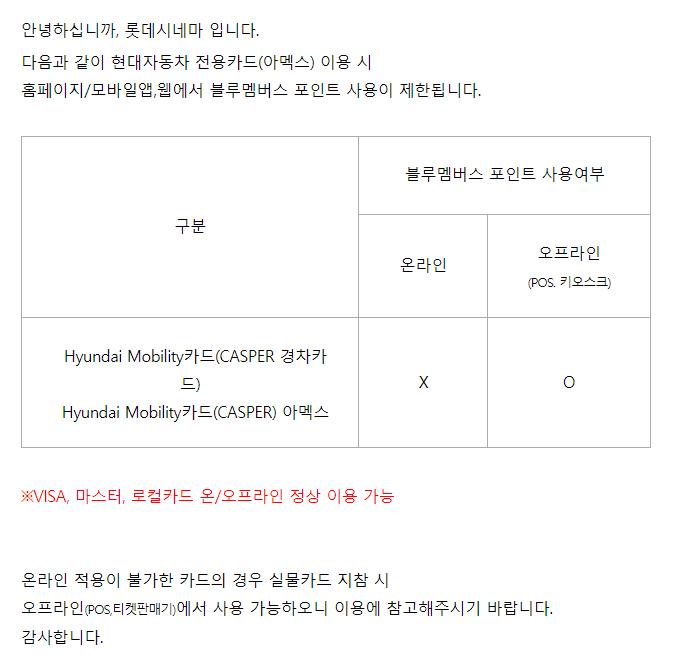 안녕하십니까, 롯데시네마 입니다.
다음과 같이 현대자동차 전용카드(아멕스) 이용 시
홈페이지/모바일앱,웹에서 블루멤버스 포인트 사용이 제한됩니다.
구분
블루멤버스 포인트 사용여부
온라인
오프라인
(POS. 키오스크)
Hyundai Mobility카드(CASPER 경차카
드)
Hyundai Mobility카드(CASPER) 아멕스
X
O
※VISA, 마스터, 로컬카드 온/오프라인 정상 이용 가능
온라인 적용이 불가한 카드의 경우 실물카드 지참 시
오프라인(POS,티켓판매기)에서 사용 가능하오니 이용에 참고해주시기 바랍니다.
감사합니다.